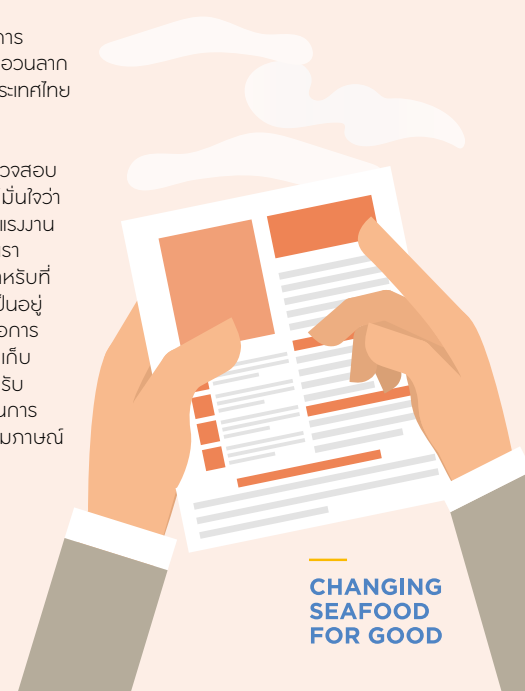 การ
อวนลาก
ระเทศไทย
วจสอบ
มั่นใจว่า
แรงงาน
เรา
หรับที่
ป็นอยู่
อการ
เก็บ
รับ
นการ
มภาษณ์
CHANGING
SEAFOOD
FOR GOOD